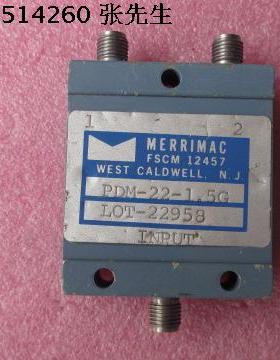 514260 张先生
1 2
MERRIMAC
FSCM 12457
WEST CALDWELL, N.J.
PDM-22-1.5G
LOT-22958
INPUT